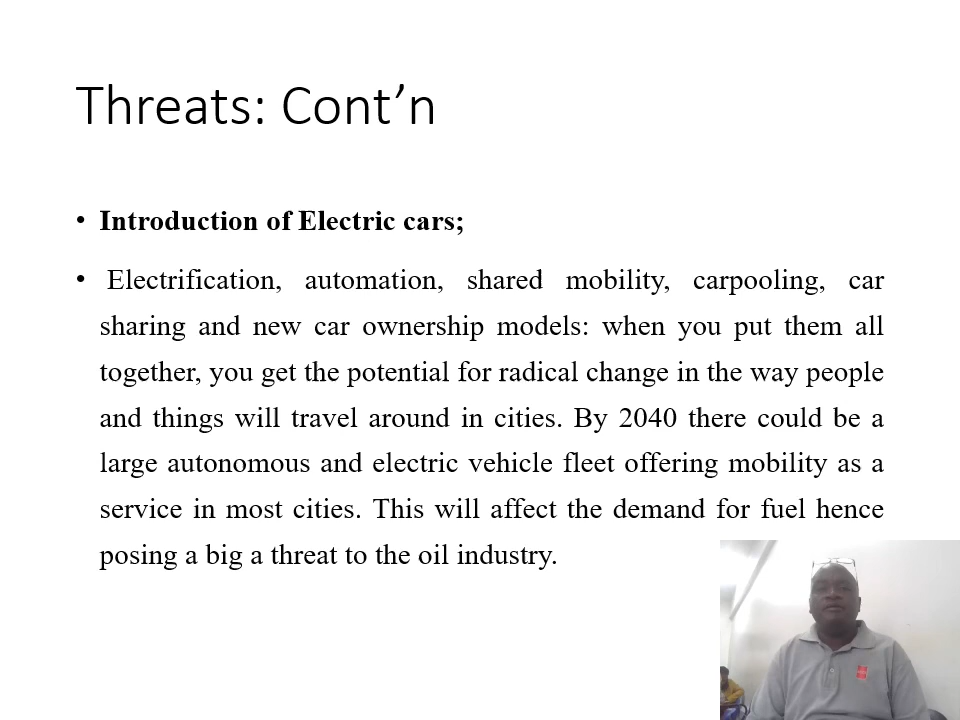 Threats: Cont’n
• Introduction of Electric cars;
• Electrification, automation, shared mobility, carpooling, car
sharing and new car ownership models: when you put them all
together, you get the potential for radical change in the way people
and things will travel around in cities. By 2040 there could be a
large autonomous and electric vehicle fleet offering mobility as a
service in most cities. This will affect the demand for fuel hence
posing a big a threat to the oil industry.